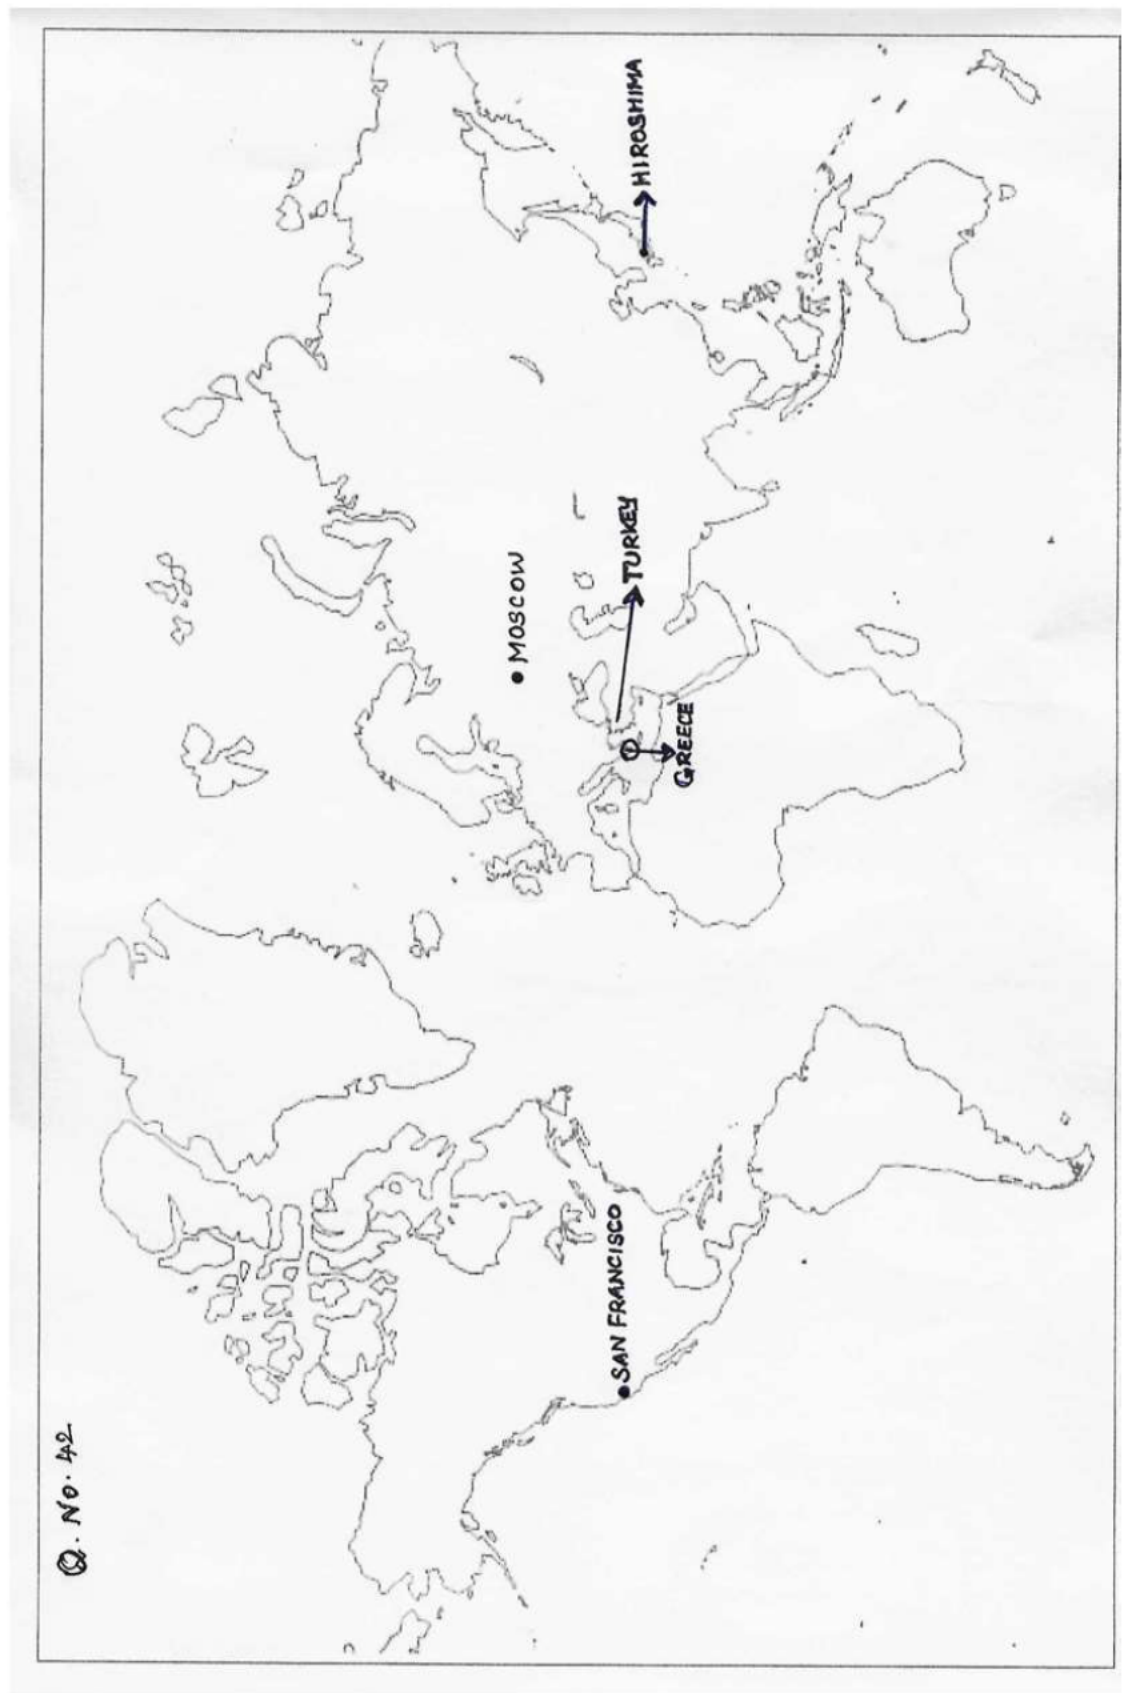 Q. No. 42
MOSCOW
TURKEY
HIROSHIMA
GREECE
SAN FRANCISCO